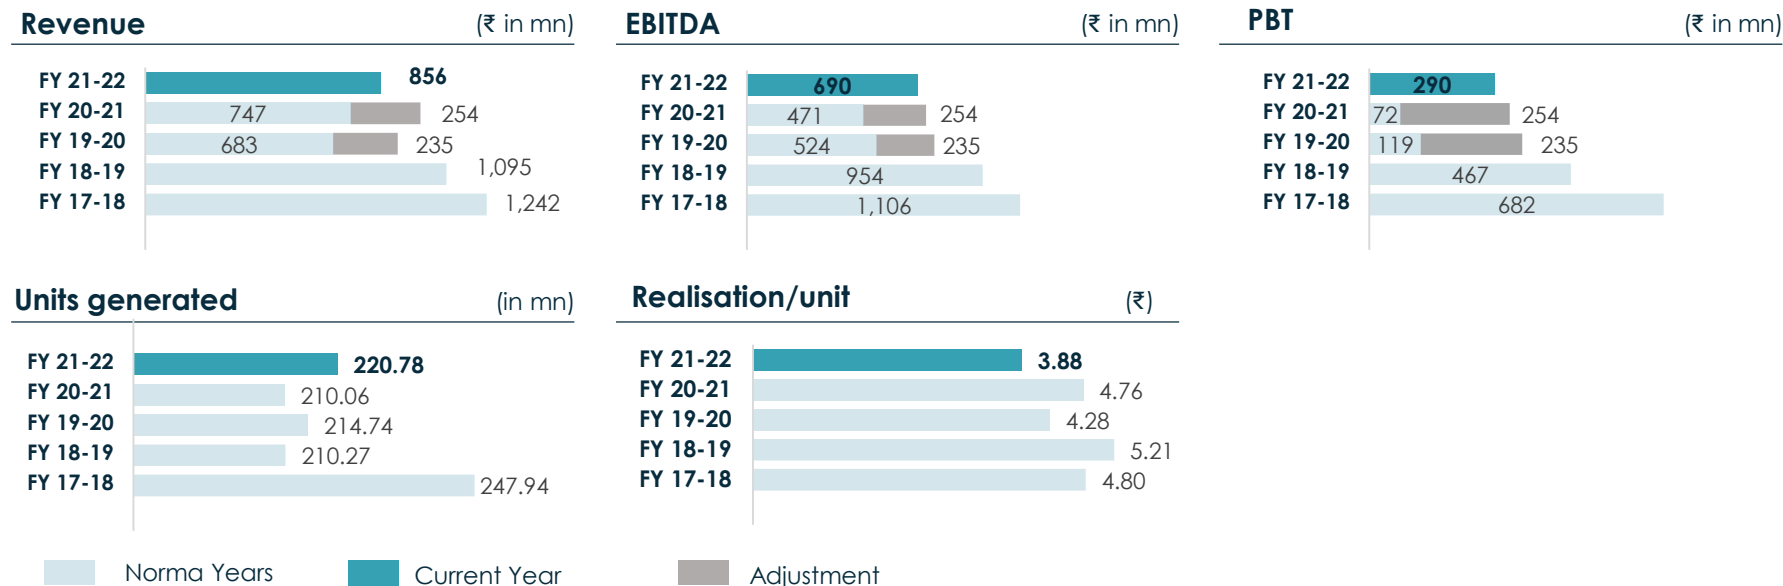 Revenue (₹ in mn)
FY 21-22 856
FY 20-21 747 254
FY 19-20 683 235
FY 18-19 1,095
FY 17-18 1,242
EBITDA (₹ in mn)
FY 21-22 690
FY 20-21 471 254
FY 19-20 524 235
FY 18-19 954
FY 17-18 1,106
PBT (₹ in mn)
FY 21-22 290
FY 20-21 72 254
FY 19-20 119 235
FY 18-19 467
FY 17-18 682
Units generated (in mn)
FY 21-22 220.78
FY 20-21 210.06
FY 19-20 214.74
FY 18-19 210.27
FY 17-18 247.94
Realisation/unit (₹)
FY 21-22 3.88
FY 20-21 4.76
FY 19-20 4.28
FY 18-19 5.21
FY 17-18 4.80
Norma Years Current Year Adjustment